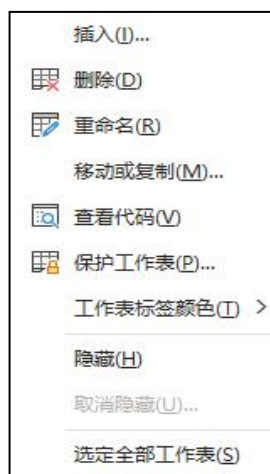 插入(I)...
删除(D)
重命名(R)
移动或复制(M)...
查看代码(V)
保护工作表(P)...
工作表标签颜色(T) >
隐藏(H)
取消隐藏(U)...
选定全部工作表(S)